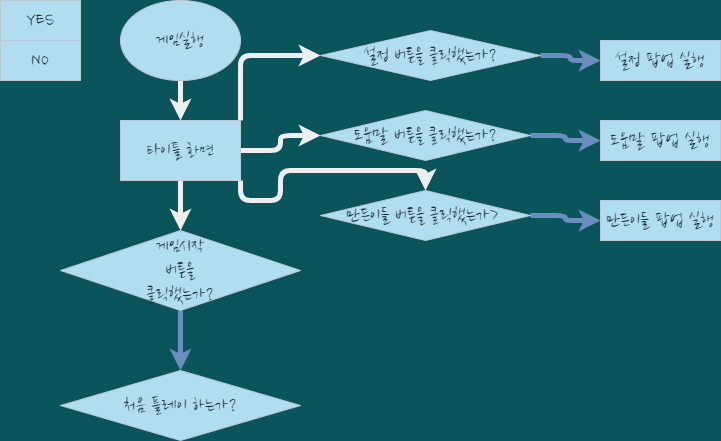 YES
NO
게임실행
설정 버튼을 클릭했는가?
설정 팝업 실행
타이틀 화면
도움말 버튼을 클릭했는가?
도움말 팝업 실행
만든이들 버튼을 클릭했는가>
만든이들 팝업 실행
게임시작
버튼을
클릭했는가?
처음 플레이 하는가?